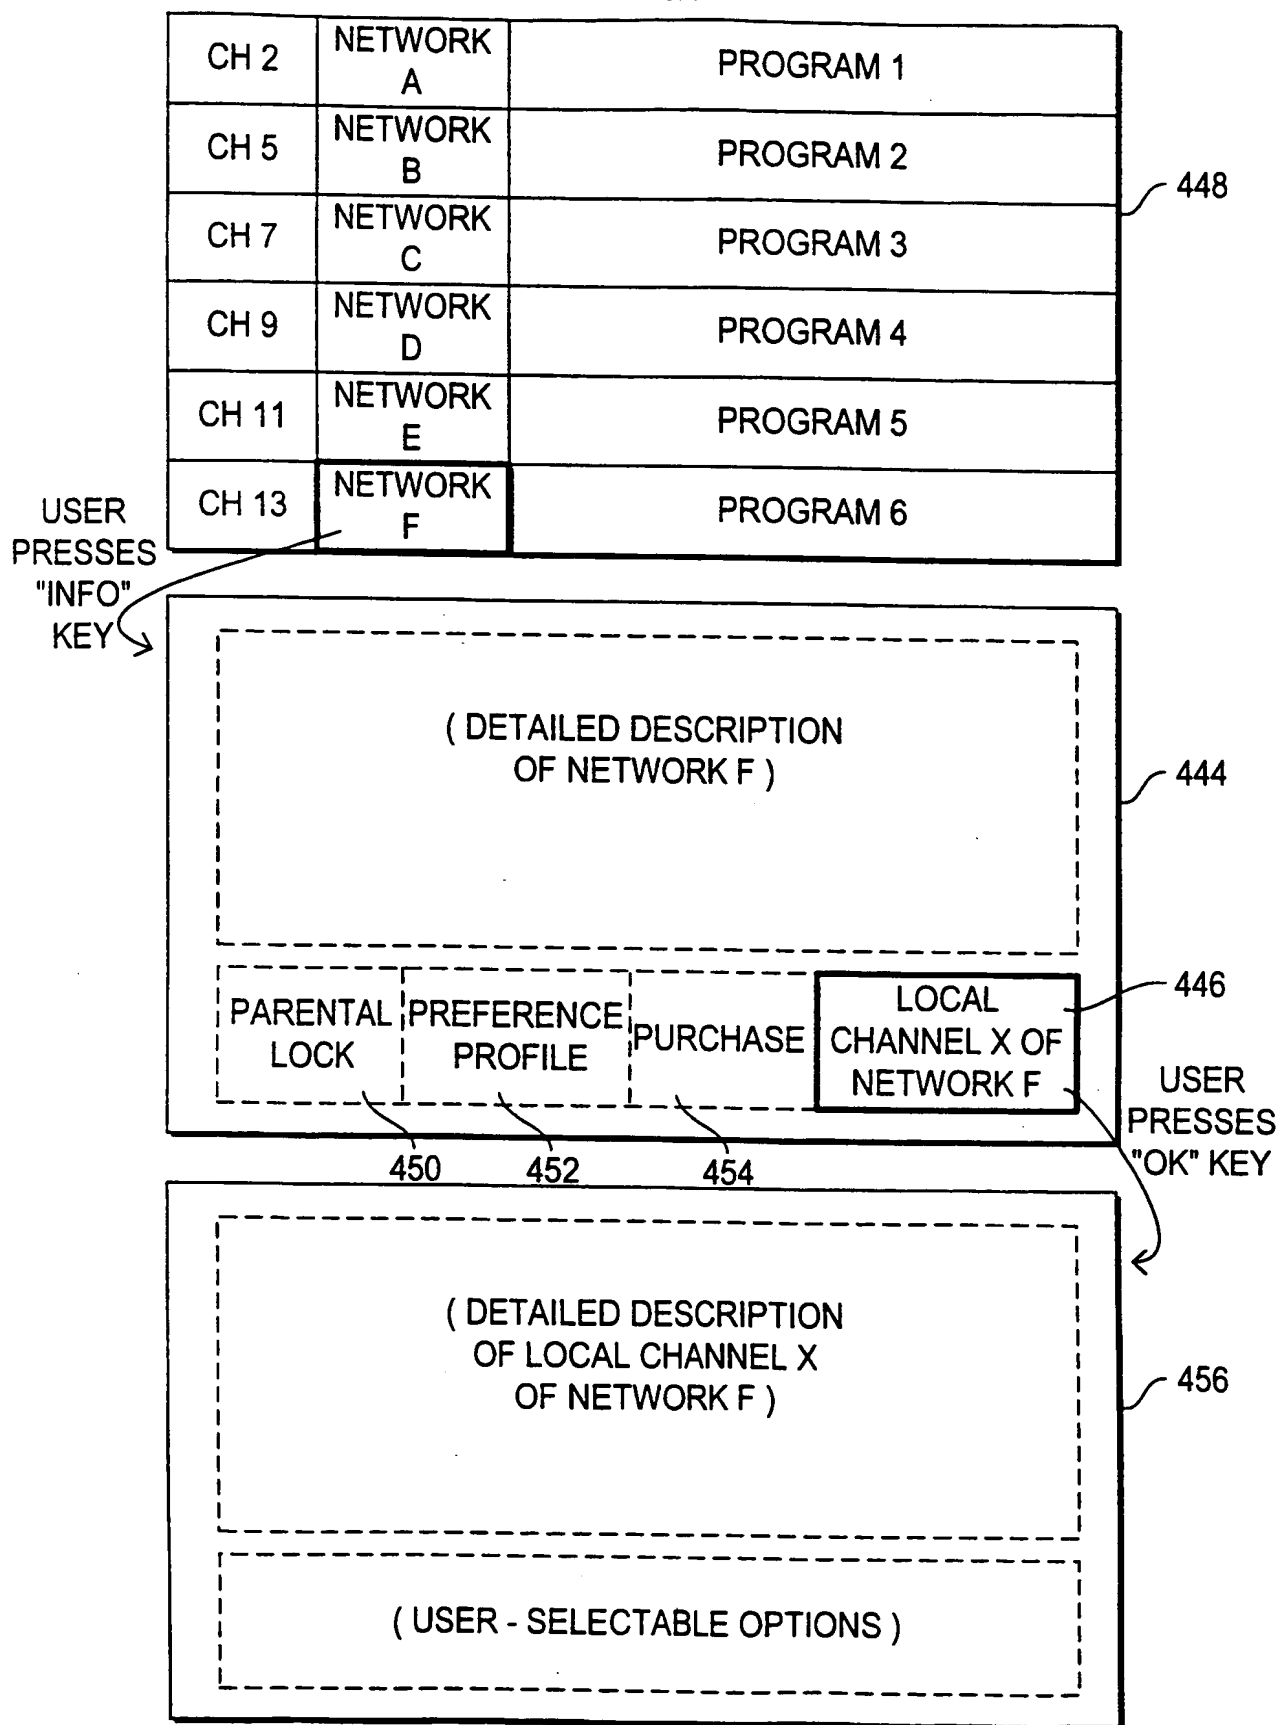 CH 2
NETWORK
A
PROGRAM 1
CH 5
NETWORK
B
PROGRAM 2
448
CH 7
NETWORK
C
PROGRAM 3
CH 9
NETWORK
D
PROGRAM 4
CH 11
NETWORK
E
PROGRAM 5
CH 13
NETWORK
F
PROGRAM 6
USER
PRESSES
"INFO"
KEY
( DETAILED DESCRIPTION
OF NETWORK F )
444
PARENTAL
LOCK
PREFERENCE
PROFILE
PURCHASE
LOCAL
CHANNEL X OF
NETWORK F
446
USER
PRESSES
"OK" KEY
450
452
454
( DETAILED DESCRIPTION
OF LOCAL CHANNEL X
OF NETWORK F )
456
( USER - SELECTABLE OPTIONS )